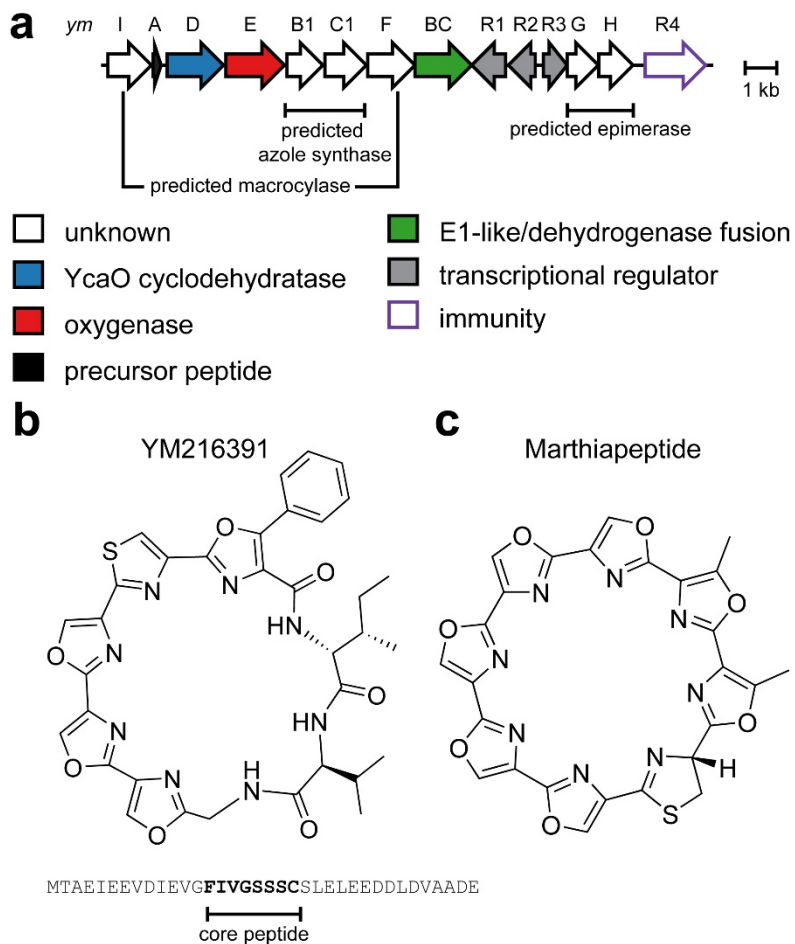 a
ym I A D E B1 C1 F BC R1 R2 R3 G H R4
1 kb
predicted
azole synthase
predicted epimerase
predicted macrocylase
unknown
YcaO cyclodehydratase
oxygenase
precursor peptide
E1-like/dehydrogenase fusion
transcriptional regulator
immunity
b
YM216391
O
S
N
N
O
HN
O
N
O
HN
O
N
H
N
N
O
O
O
MTAEIEEVDIEVGFIVGSSSCSLELEEDDLDVAADE
core peptide
c
Marthiapeptide
O
O
N
N
O
N
N
O
N
O
N
O
N
N
N
H
O
S